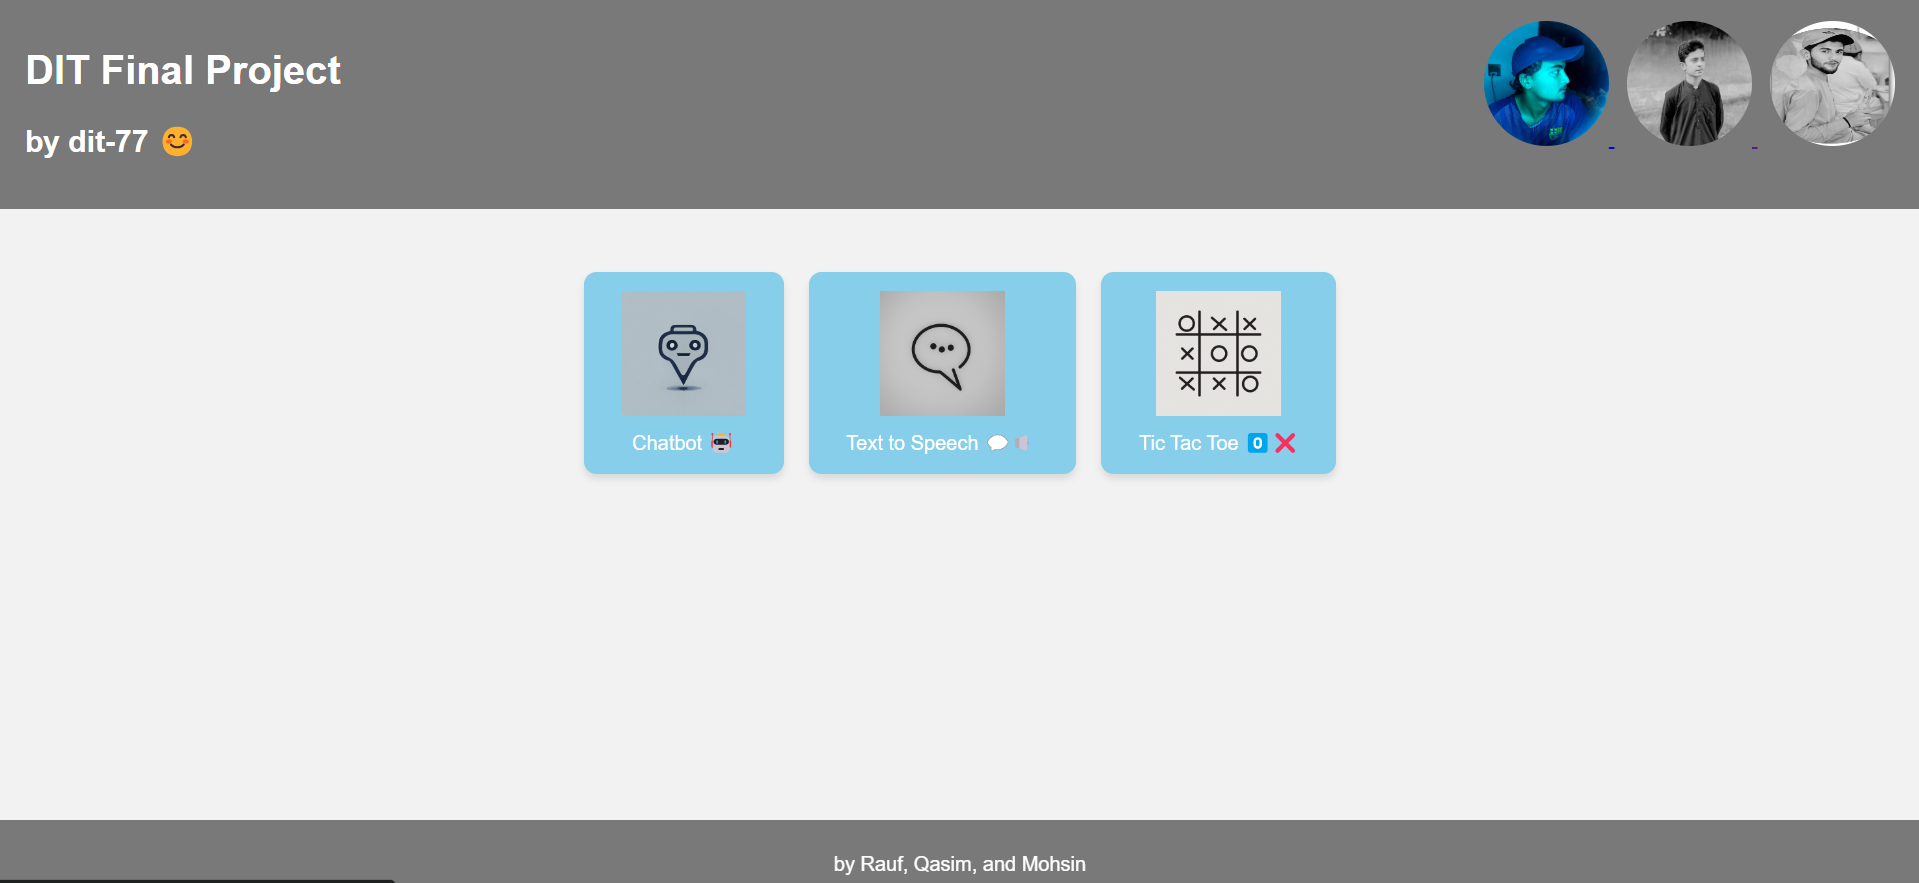 DIT Final Project
by dit-77 😊
Chatbot 🤖
Text to Speech 💬🔊
Tic Tac Toe 0️⃣❌
by Rauf, Qasim, and Mohsin